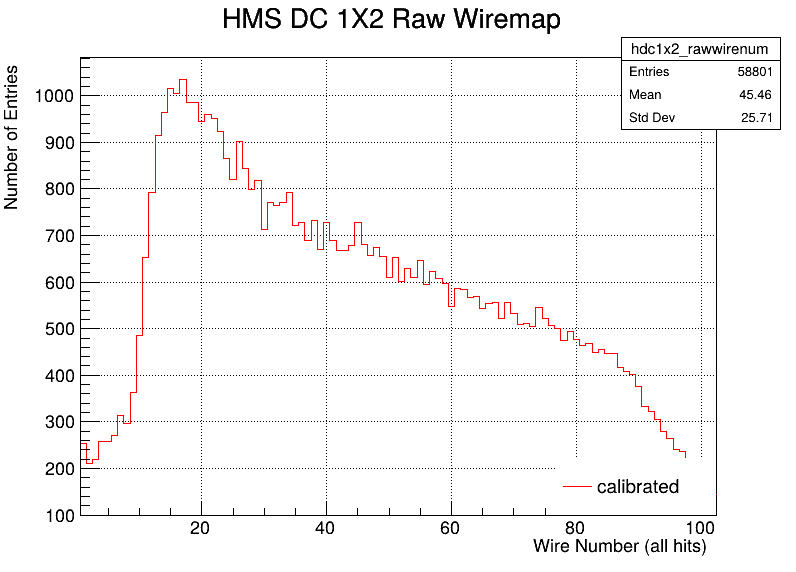 HMS DC 1X2 Raw Wiremap
hdc1x2_rawwirenum
Entries 58801
Mean 45.46
Std Dev 25.71
Number of Entries
1000
900
800
700
600
500
400
300
200
100
20 40 60 80 100
Wire Number (all hits)
calibrated